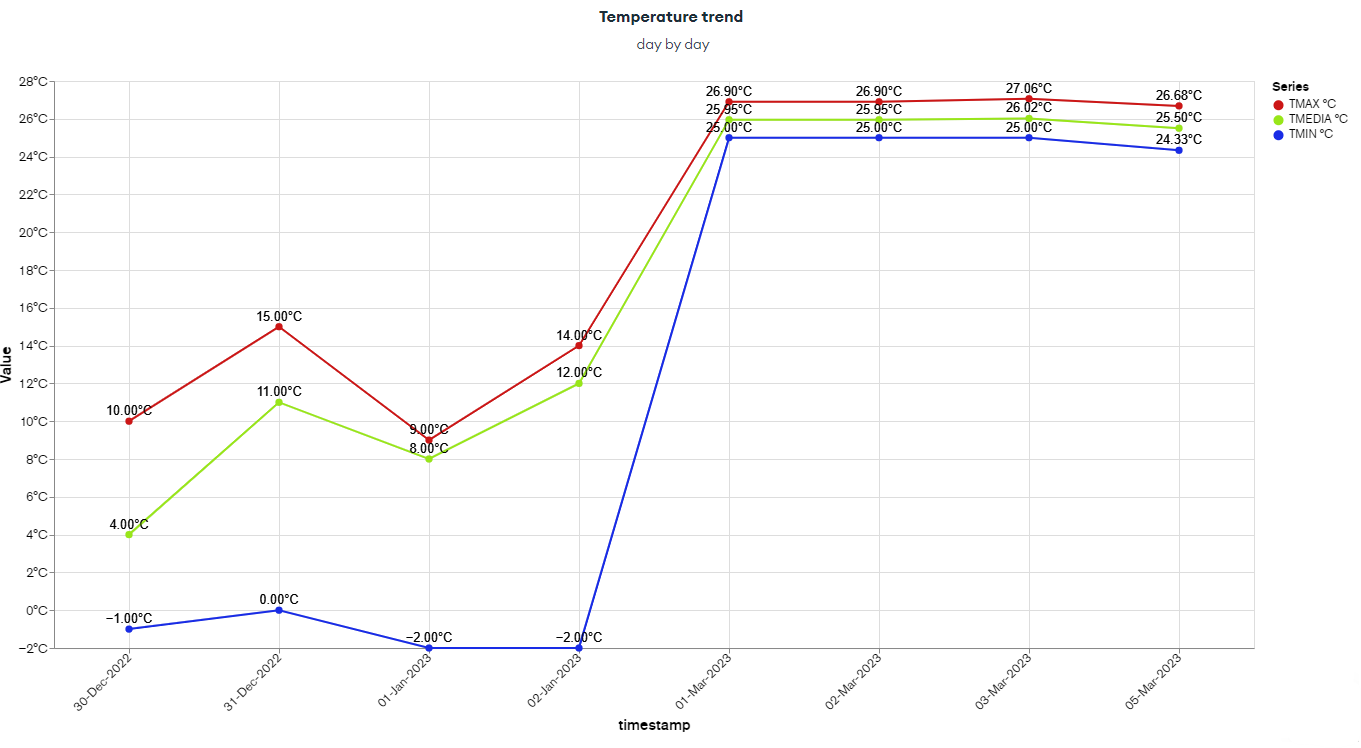 Temperature trend
day by day
28°C
26°C
24°C
22°C
20°C
18°C
16°C
14°C
12°C
10°C
8°C
6°C
4°C
2°C
0°C
−2°C
Value
10.00°C
15.00°C
9.00°C
14.00°C
26.90°C
26.90°C
27.06°C
26.68°C
4.00°C
11.00°C
8.00°C
12.00°C
25.95°C
25.95°C
26.02°C
25.50°C
−1.00°C
0.00°C
−2.00°C
−2.00°C
25.00°C
25.00°C
25.00°C
24.33°C
30-Dec-2022
31-Dec-2022
01-Jan-2023
02-Jan-2023
01-Mar-2023
02-Mar-2023
03-Mar-2023
05-Mar-2023
timestamp
Series
TMAX °C
TMEDIA °C
TMIN °C